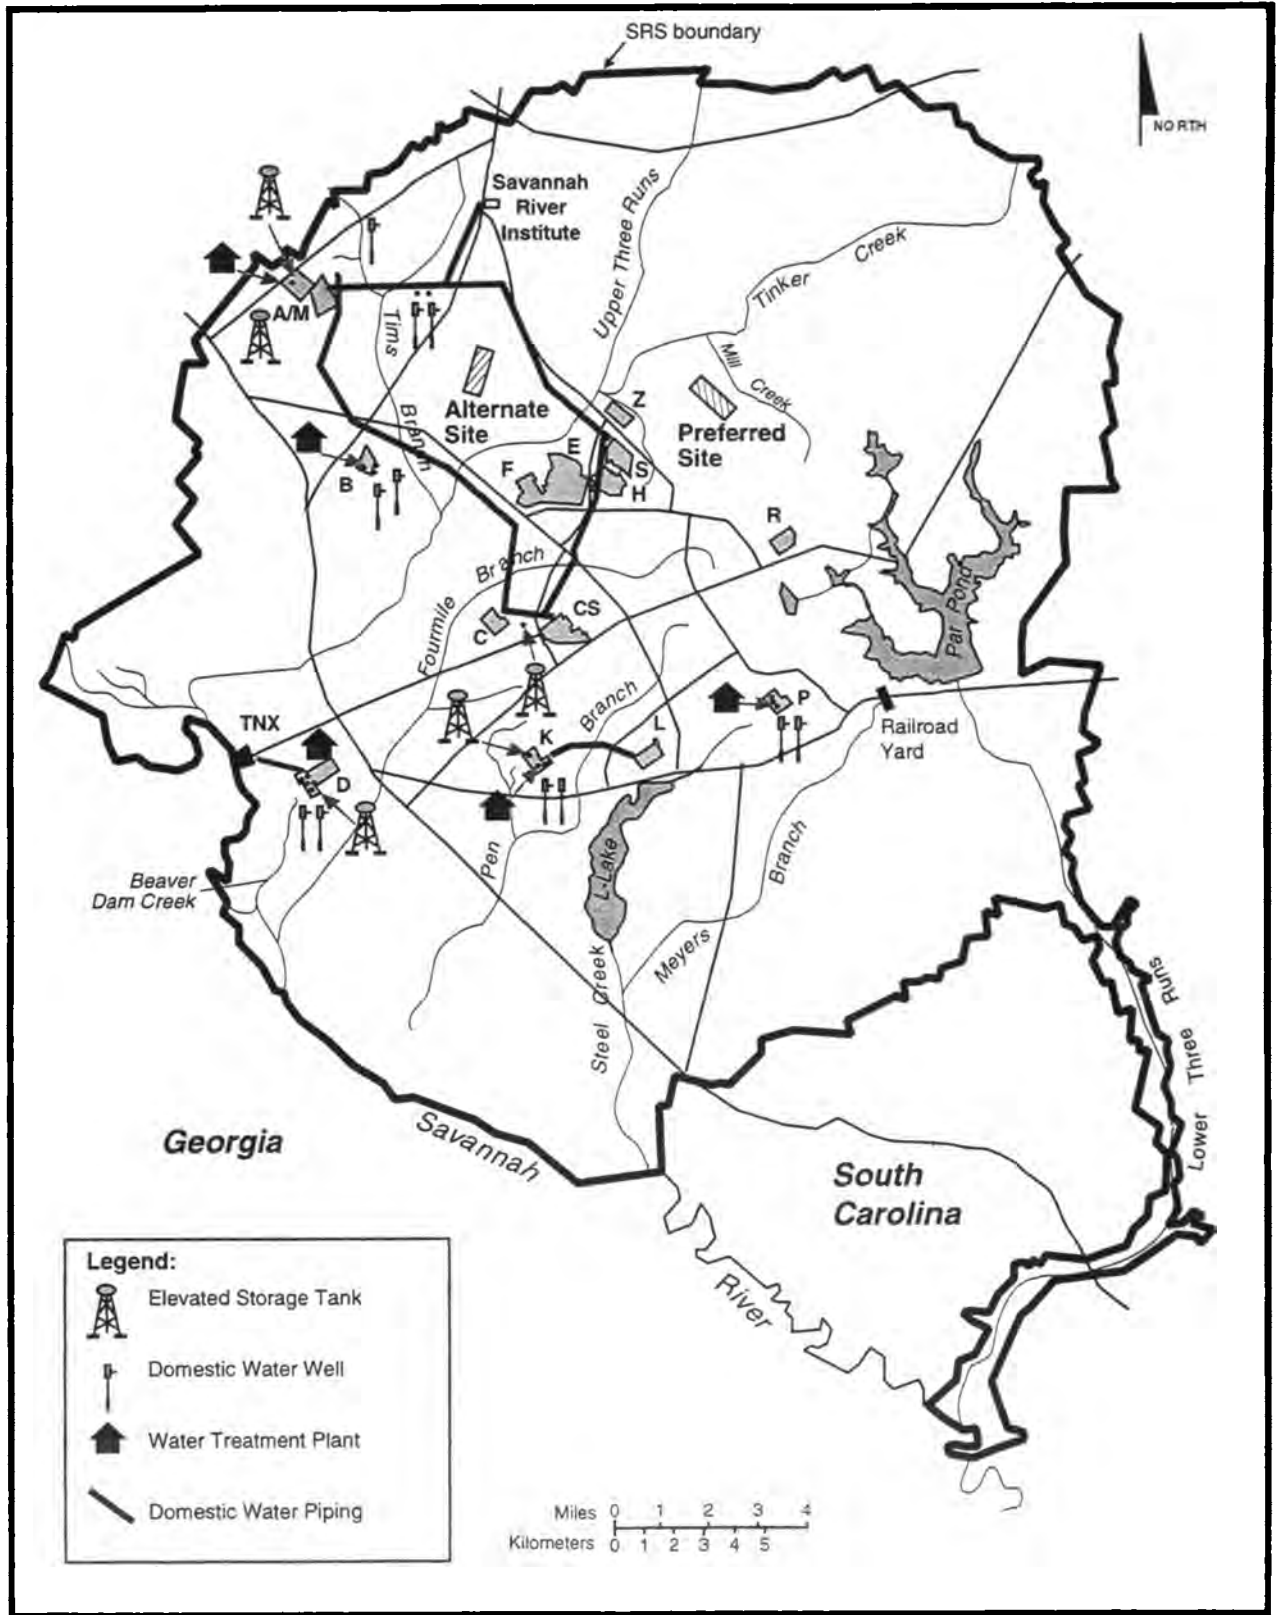 SRS boundary
NORTH
Savannah
River
Institute
Upper Three Runs
Tinker
Creek
A/M
Tims
Branch
Mill
Creek
Alternate
Site
Z
Preferred
Site
E
F
S
H
B
R
Branch
Fourmile
C
CS
Par Pond
Branch
P
TNX
K
L
Railroad
Yard
D
Pen
L-Lake
Branch
Beaver
Dam Creek
Meyers
Steel Creek
Lower Three Runs
Georgia
Savannah
South
Carolina
River
Legend:
Elevated Storage Tank
Domestic Water Well
Water Treatment Plant
Domestic Water Piping
Miles 0 1 2 3 4
Kilometers 0 1 2 3 4 5